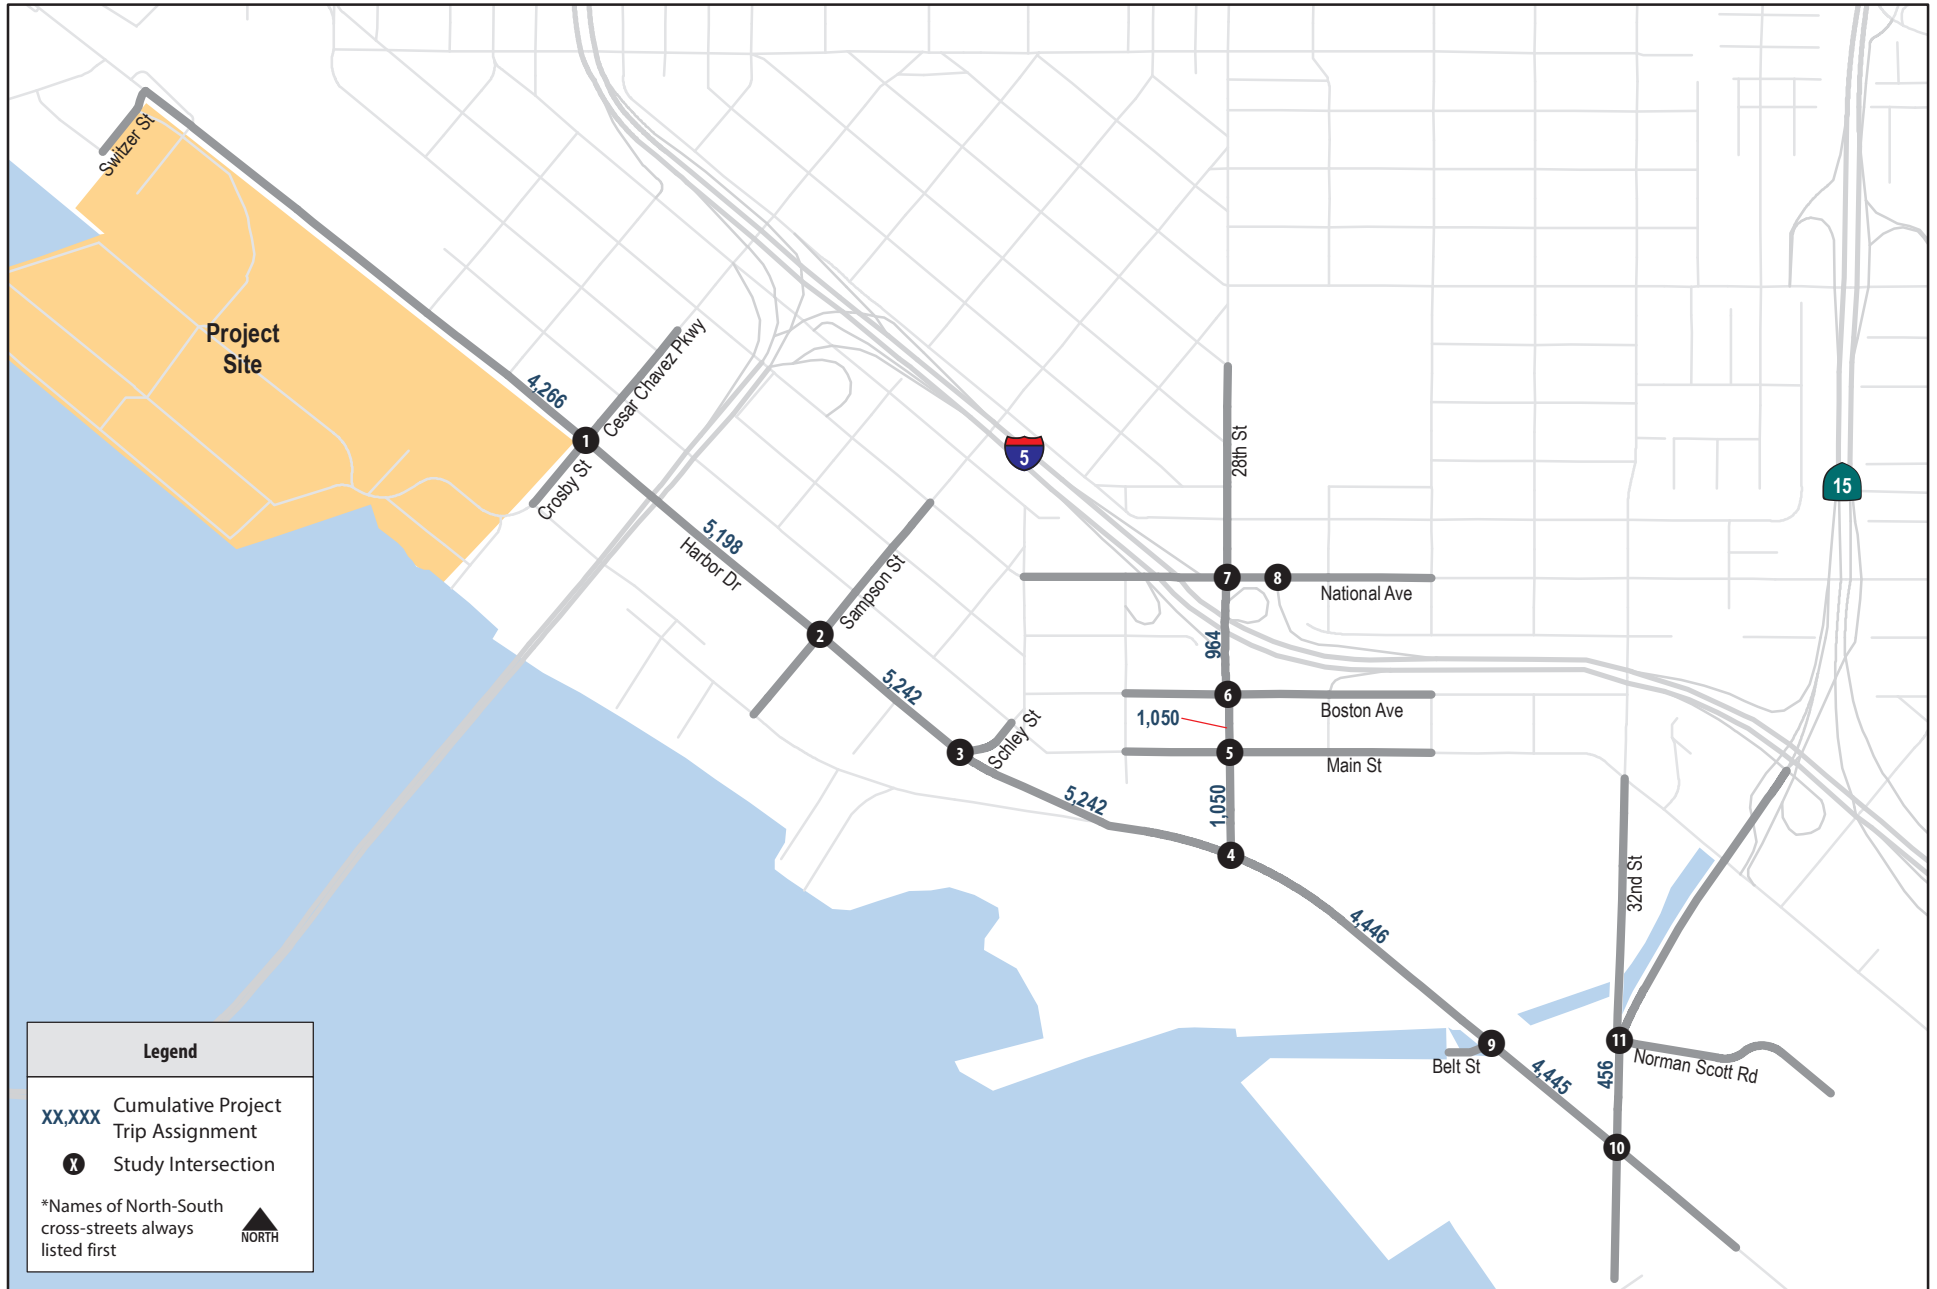 Switzer St
Project
Site
4,266
Cesar Chavez Pkwy
1
Crosby St
5
28th St
15
5,198
Harbor Dr
Sampson St
2
7
8
National Ave
964
5,242
6
Boston Ave
1,050
Schley St
3
5
Main St
5,242
1,050
4
32nd St
4,446
9
Belt St
4,445
11
Norman Scott Rd
456
10
Legend
XX,XXX
Cumulative Project
Trip Assignment
X
Study Intersection
*Names of North-South
cross-streets always
listed first
NORTH